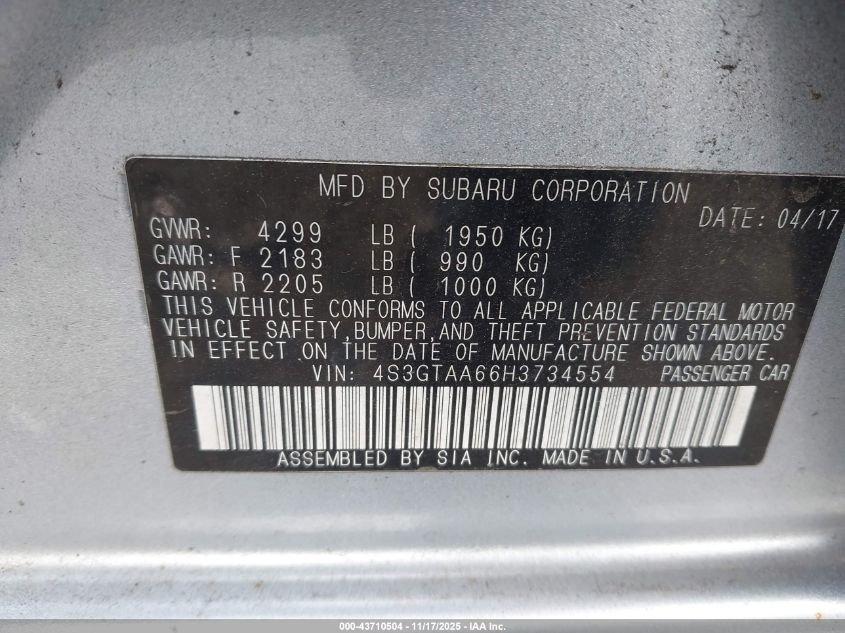 MFD BY SUBARU CORPORATION
DATE: 04/17
GVWR: 4299 LB ( 1950 KG)
GAWR: F 2183 LB ( 990 KG)
GAWR: R 2205 LB ( 1000 KG)
THIS VEHICLE CONFORMS TO ALL APPLICABLE FEDERAL MOTOR
VEHICLE SAFETY,BUMPER,AND THEFT PREVENTION STANDARDS
IN EFFECT ON THE DATE OF MANUFACTURE SHOWN ABOVE.
VIN: 4S3GTAA66H3734554 PASSENGER CAR
ASSEMBLED BY SIA INC. MADE IN U.S.A.
000-43710504 - 11/17/2025 - IAA Inc.